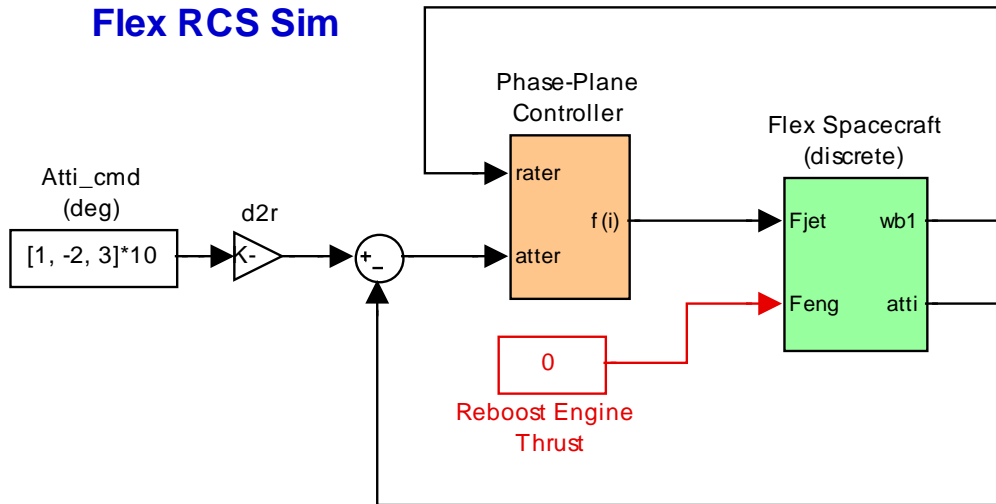 Flex RCS Sim
Phase-Plane
Controller
Flex Spacecraft
(discrete)
Atti_cmd
(deg)
d2r
rater
f(i)
Fjet
wb1
[1, -2, 3]*10
K-
+
_
atter
Feng
atti
0
Reboost Engine
Thrust